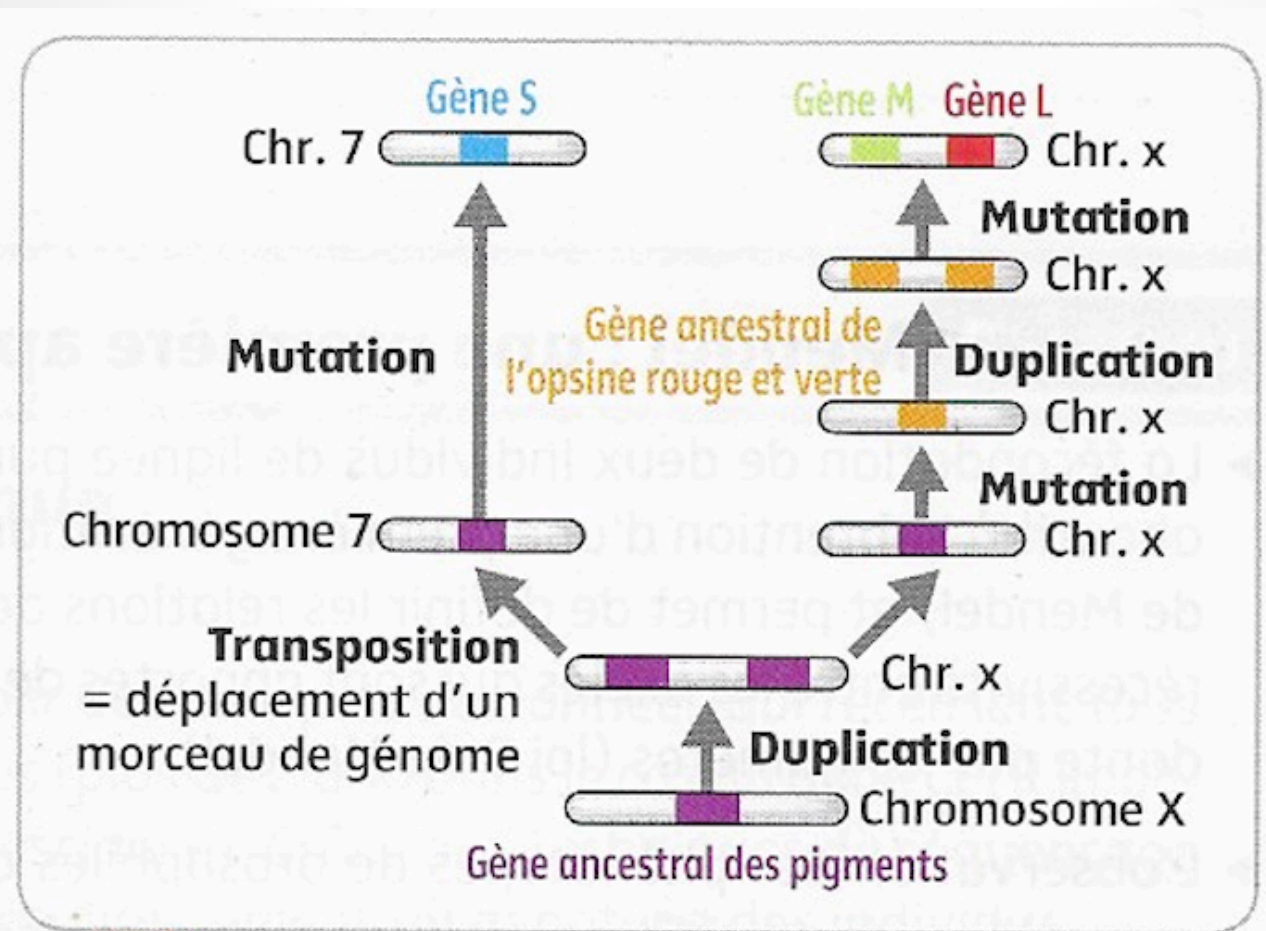 Gène S
Gène M Gène L
Chr. 7
Chr. x
Mutation
Chr. x
Gène ancestral de
l'opsine rouge et verte
Mutation
Duplication
Chr. x
Mutation
Chromosome 7
Chr. x
Transposition
= déplacement d'un
morceau de génome
Chr. x
Duplication
Chromosome X
Gène ancestral des pigments